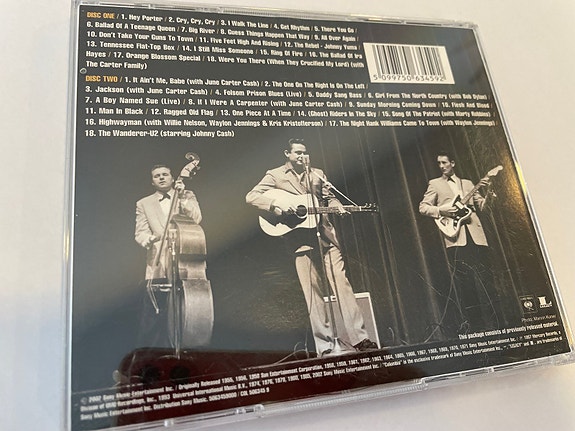 DISC ONE / 1. Hey Porter / 2. Cry, Cry, Cry / 3. I Walk The Line / 4. Get Rhythm / 5. There You Go
6. Ballad Of A Teenage Queen / 7. Big River / 8. Guess Things Happen That Way / 9. All Over Again
10. Don't Take Your Guns To Town / 11. Five Feet High And Rising / 12. The Rebel - Johnny Yuma
13. Tennessee Flat-Top Box / 14. I Still Miss Someone / 15. Ring Of Fire / 16. The Ballad Of Ira
Hayes / 17. Orange Blossom Special / 18. Were You There (When They Crucified My Lord) (with
The Carter Family)
5 099750 634592
DISC TWO / 1. It Ain't Me, Babe (with June Carter Cash) / 2. The One On The Right Is On The Left /
3. Jackson (with June Carter Cash) / 4. Folsom Prison Blues (Live) / 5. Daddy Sang Bass / 6. Girl From The North Country (with Bob Dylan)
7. A Boy Named Sue (Live) / 8. If I Were A Carpenter (with June Carter Cash) / 9. Sunday Morning Coming Down / 10. Flesh And Blood
11. Man In Black / 12. Ragged Old Flag / 13. One Piece At A Time / 14. (Ghost) Riders In The Sky / 15. Song Of The Patriot (with Marty Robbins)
16. Highwayman (with Willie Nelson, Waylon Jennings & Kris Kristofferson) / 17. The Night Hank Williams Came To Town (with Waylon Jennings)
18. The Wanderer-U2 (starring Johnny Cash)
Photo: Marvin Koner
This package consists of previously released material.